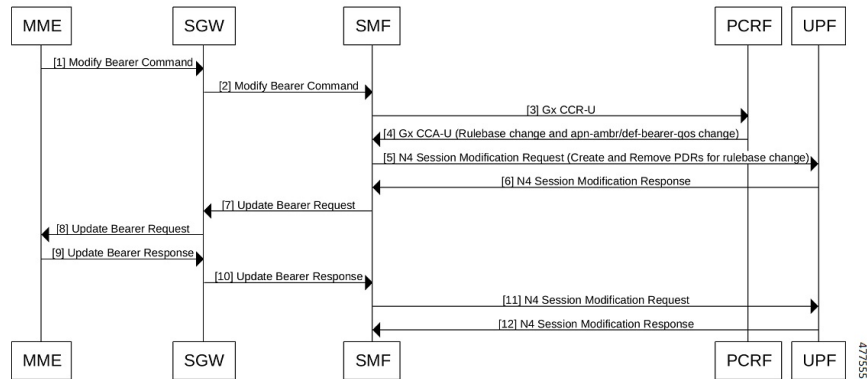 MME SGW SMF PCRF UPF
[1] Modify Bearer Command
[2] Modify Bearer Command
[3] Gx CCR-U
[4] Gx CCA-U (Rulebase change and apn-ambr/def-bearer-qos change)
[5] N4 Session Modification Request (Create and Remove PDRs for rulebase change)
[6] N4 Session Modification Response
[7] Update Bearer Request
[8] Update Bearer Request
[9] Update Bearer Response
[10] Update Bearer Response
[11] N4 Session Modification Request
[12] N4 Session Modification Response
MME SGW SMF PCRF UPF
477555